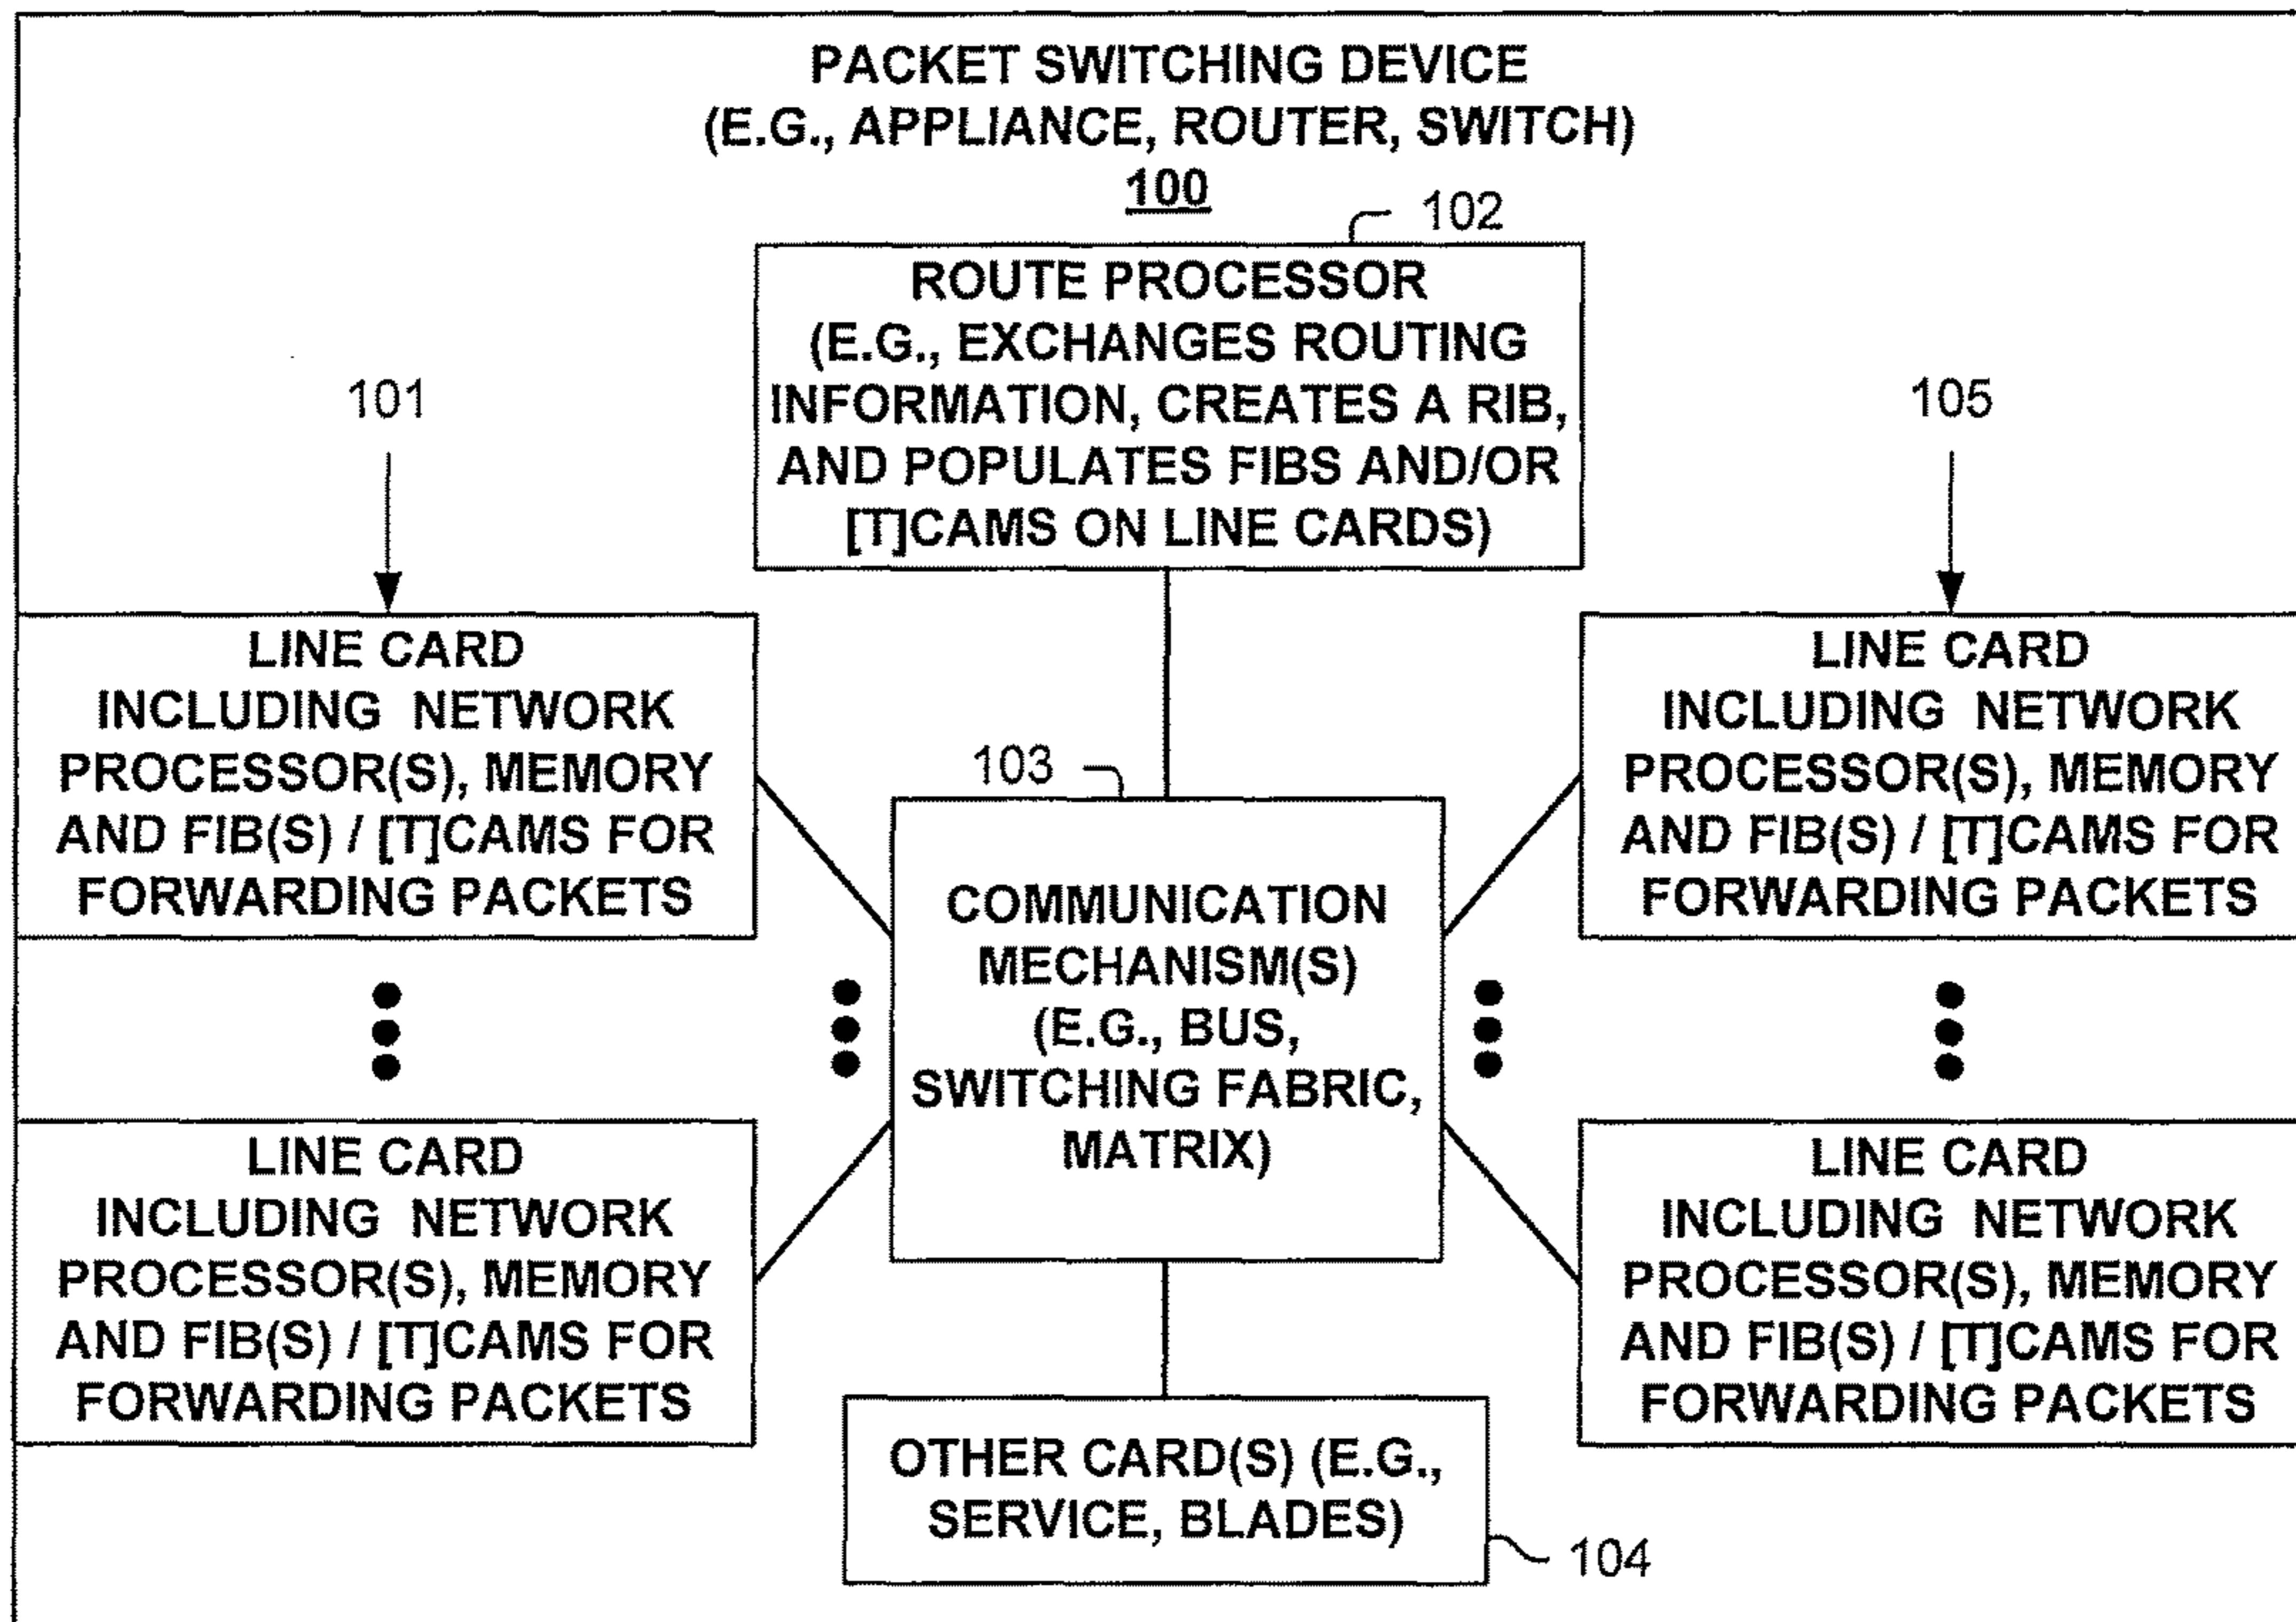 PACKET SWITCHING DEVICE
(E.G., APPLIANCE, ROUTER, SWITCH)
100
102
ROUTE PROCESSOR
(E.G., EXCHANGES ROUTING
INFORMATION, CREATES A RIB,
AND POPULATES FIBS AND/OR
[T]CAMS ON LINE CARDS)
101
LINE CARD
INCLUDING NETWORK
PROCESSOR(S), MEMORY
AND FIB(S) / [T]CAMS FOR
FORWARDING PACKETS
LINE CARD
INCLUDING NETWORK
PROCESSOR(S), MEMORY
AND FIB(S) / [T]CAMS FOR
FORWARDING PACKETS
103
COMMUNICATION
MECHANISM(S)
(E.G., BUS,
SWITCHING FABRIC,
MATRIX)
105
LINE CARD
INCLUDING NETWORK
PROCESSOR(S), MEMORY
AND FIB(S) / [T]CAMS FOR
FORWARDING PACKETS
LINE CARD
INCLUDING NETWORK
PROCESSOR(S), MEMORY
AND FIB(S) / [T]CAMS FOR
FORWARDING PACKETS
OTHER CARD(S) (E.G.,
SERVICE, BLADES)
104